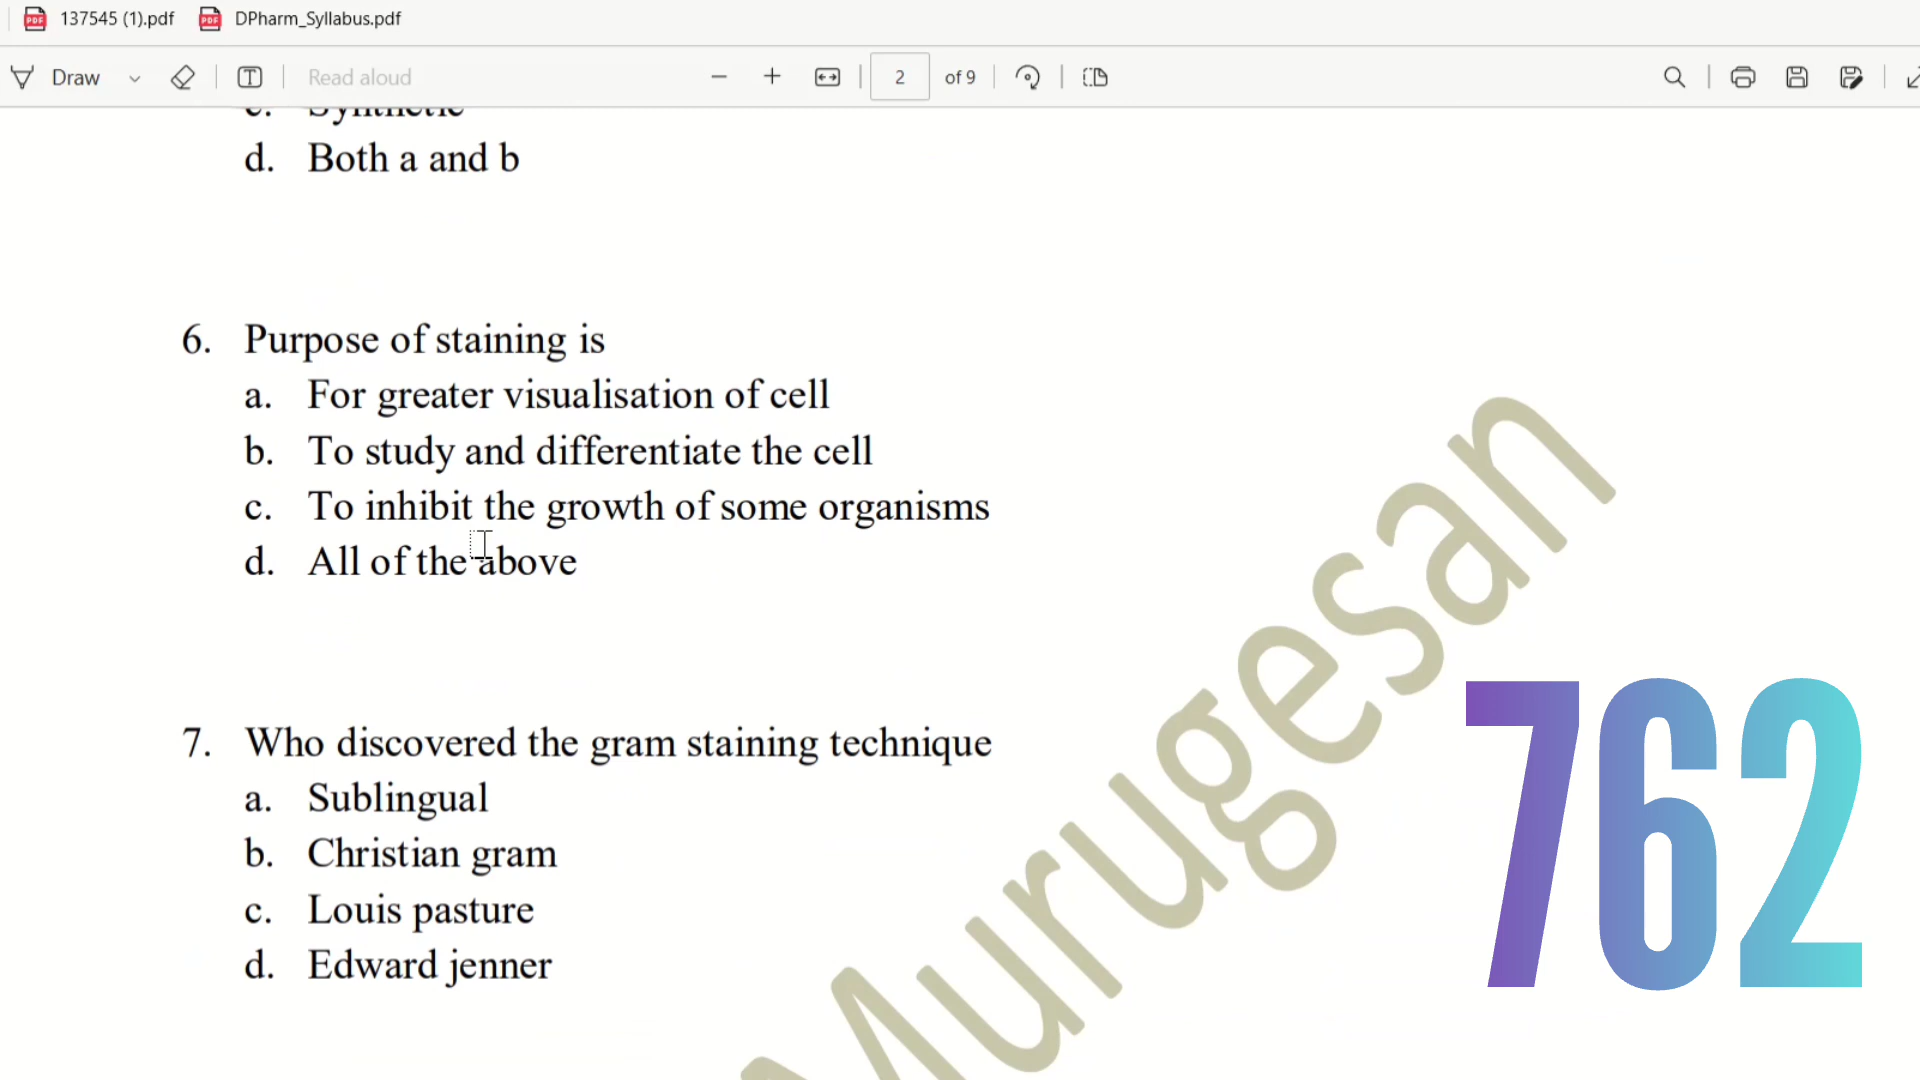 137545 (1).pdf DPharm_Syllabus.pdf
Draw Read aloud 2 of 9
c. Synthetic
d. Both a and b
6. Purpose of staining is
a. For greater visualisation of cell
b. To study and differentiate the cell
c. To inhibit the growth of some organisms
d. All of the above
7. Who discovered the gram staining technique
a. Sublingual
b. Christian gram
c. Louis pasture
d. Edward jenner
Murugesan
762